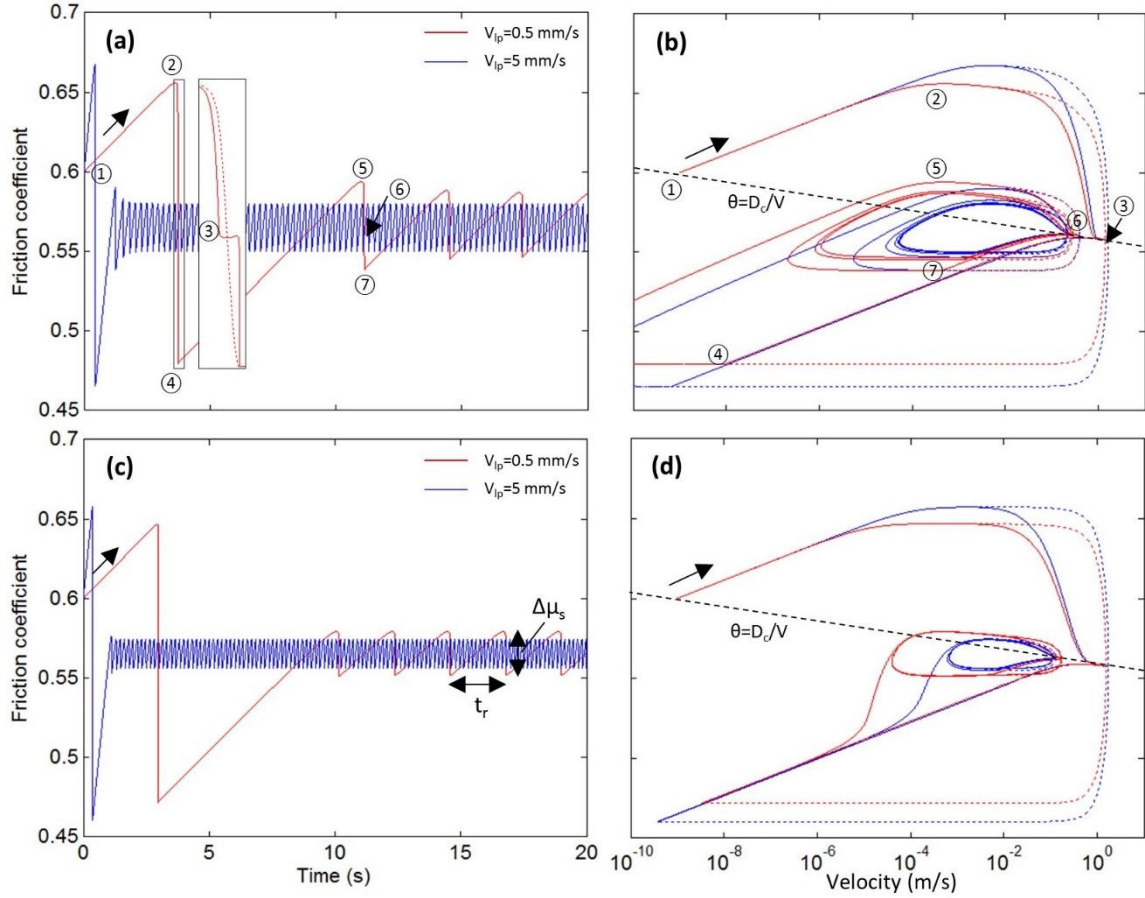 0.7
(a)
V_lp=0.5 mm/s
V_lp=5 mm/s
②
0.65
①
0.6
③
⑤
⑥
0.55
⑦
0.5
④
0.45
0 5 10 15 20
Friction coefficient
(b)
②
①
θ=D_c/V
⑤
③
⑥
⑦
④
0.7
(c)
V_lp=0.5 mm/s
V_lp=5 mm/s
0.65
0.6
Δμ_s
0.55
t_r
0.5
0.45
0 5 10 15 20
Friction coefficient
Time (s)
(d)
θ=D_c/V
10⁻¹⁰ 10⁻⁸ 10⁻⁶ 10⁻⁴ 10⁻² 10⁰
Velocity (m/s)